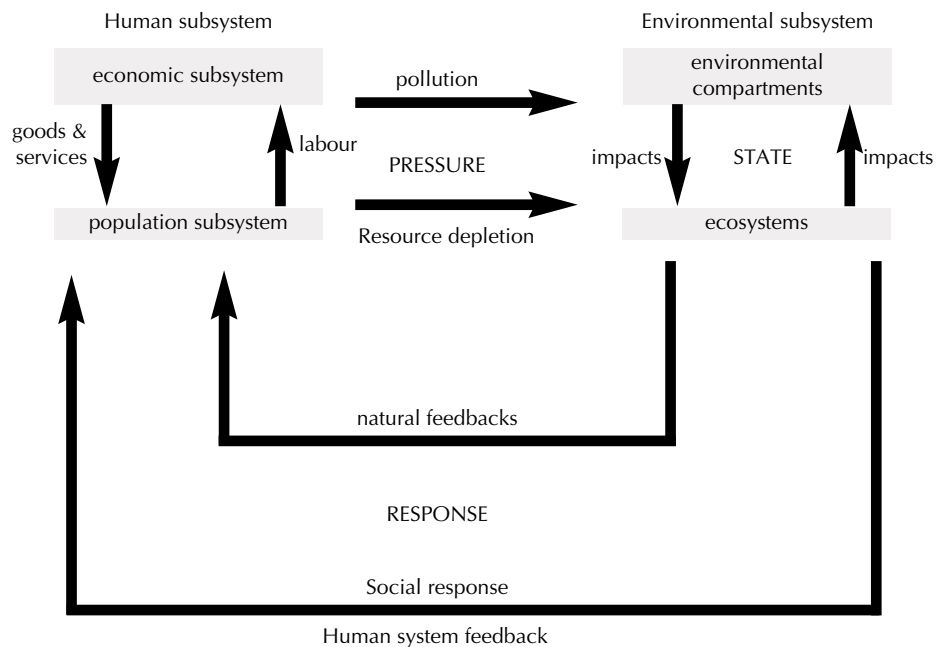 Human subsystem
Environmental subsystem
economic subsystem
environmental
compartments
pollution
goods &
services
labour
PRESSURE
impacts
STATE
impacts
population subsystem
Resource depletion
ecosystems
natural feedbacks
RESPONSE
Social response
Human system feedback